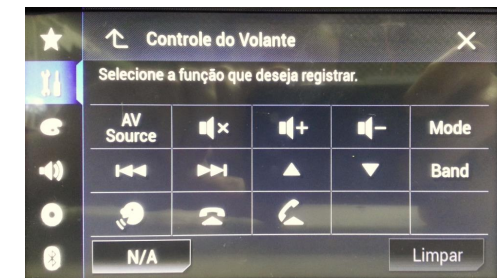 Controle do Volante
Selecione a função que deseja registrar.
AV
Source
Mode
Band
N/A
Limpar